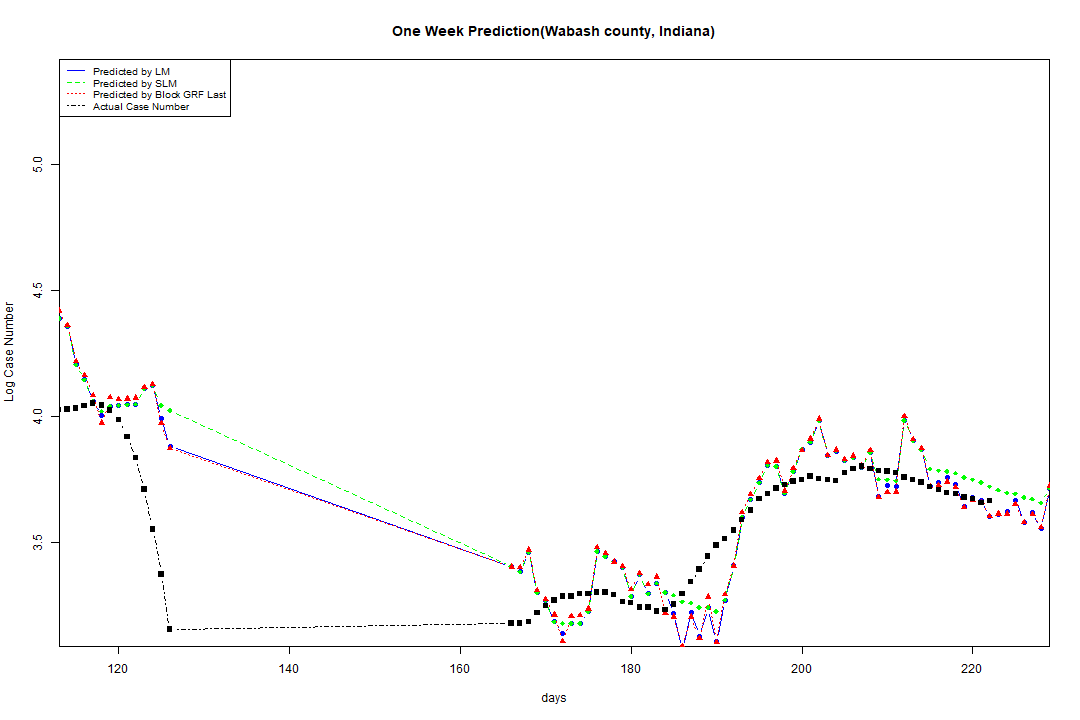 One Week Prediction(Wabash county, Indiana)
Predicted by LM
Predicted by SLM
Predicted by Block GRF Last
Actual Case Number
Log Case Number
5.0
4.5
4.0
3.5
120 140 160 180 200 220
days